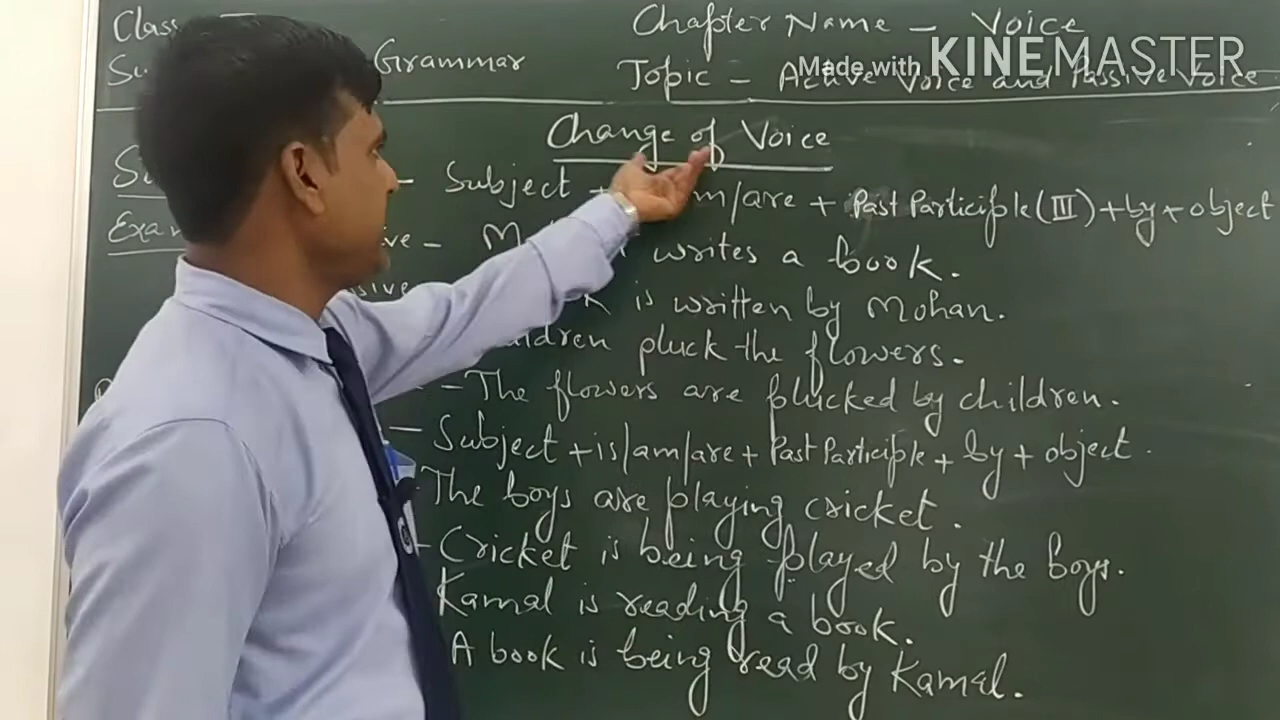 Class
Chapter Name - Voice
Grammar
Topic - Active Voice and Passive Voice
Made with KINEMASTER
Change of Voice
- Subject + am/are + Past Participle (III) + by + object
- writes a book.
is written by Mohan.
pluck the flowers.
- The flowers are plucked by children.
- Subject + is/am/are + Past Participle + by + object.
- The boys are playing cricket.
- Cricket is being played by the boys.
Kamal is reading a book.
A book is being read by Kamal.